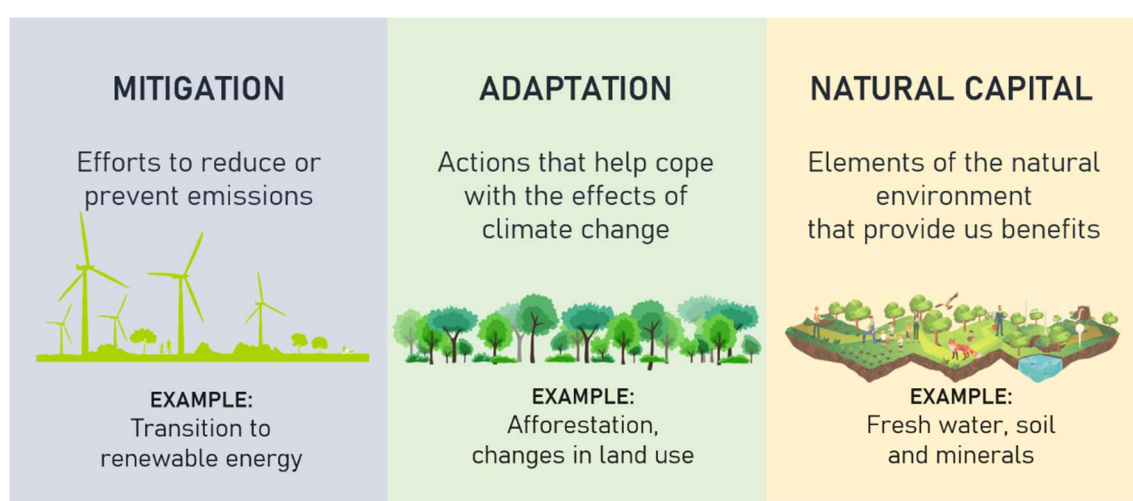 MITIGATION
Efforts to reduce or
prevent emissions
EXAMPLE:
Transition to
renewable energy
ADAPTATION
Actions that help cope
with the effects of
climate change
EXAMPLE:
Afforestation,
changes in land use
NATURAL CAPITAL
Elements of the natural
environment
that provide us benefits
EXAMPLE:
Fresh water, soil
and minerals